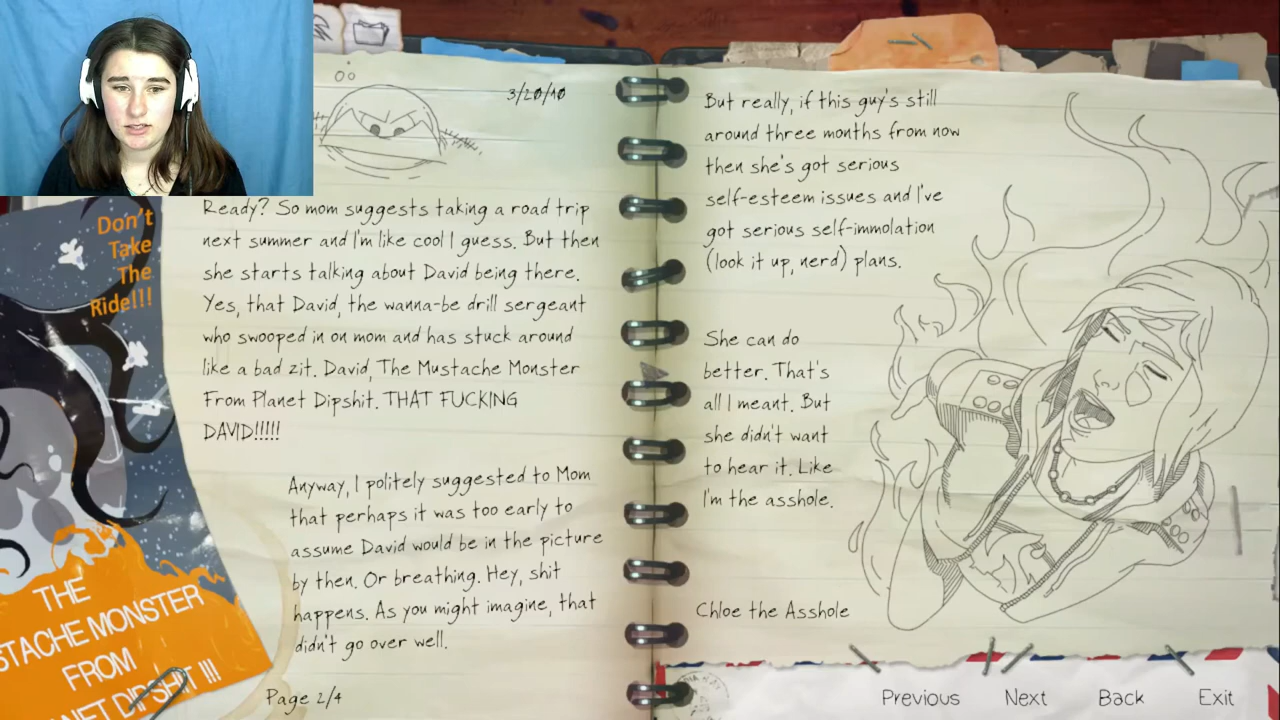 3/20/10
Ready? So mom suggests taking a road trip
next summer and I'm like cool I guess. But then
she starts talking about David being there.
Yes, that David, the wanna-be drill sergeant
who swooped in on mom and has stuck around
like a bad zit. David, The Mustache Monster
From Planet Dipshit. THAT FUCKING
DAVID!!!!!
Anyway, I politely suggested to Mom
that perhaps it was too early to
assume David would be in the picture
by then. Or breathing. Hey, shit
happens. As you might imagine, that
didn't go over well.
Page 2/4
Don't
Take
The
Ride!!!
THE
STACHE MONSTER
FROM
NET DIPSHIT !!!
But really, if this guy's still
around three months from now
then she's got serious
self-esteem issues and I've
got serious self-immolation
(look it up, nerd) plans.
She can do
better. That's
all I meant. But
she didn't want
to hear it. Like
I'm the asshole.
Chloe the Asshole
Previous
Next
Back
Exit